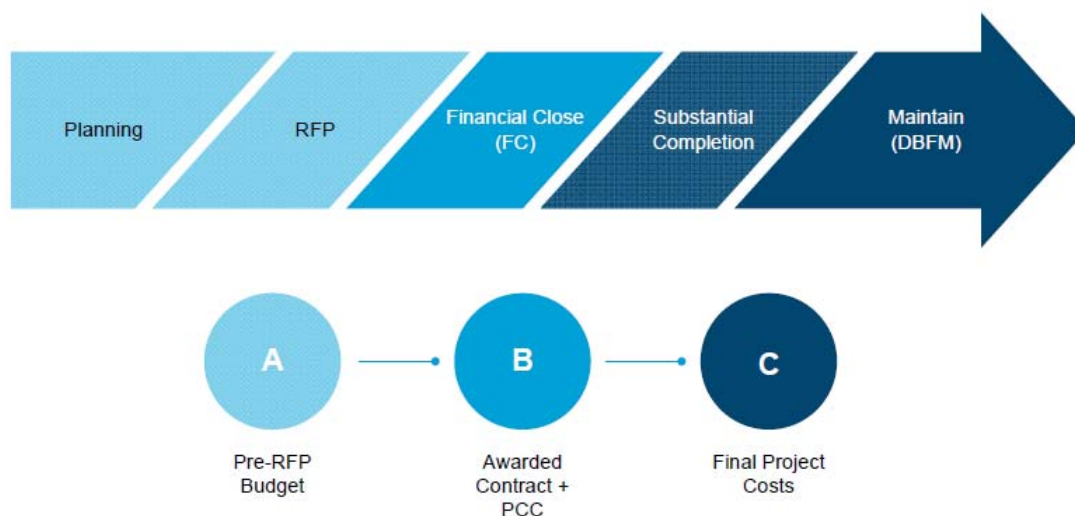 Planning
RFP
Financial Close
(FC)
Substantial
Completion
Maintain
(DBFM)
A
B
C
Pre-RFP
Budget
Awarded
Contract +
PCC
Final Project
Costs